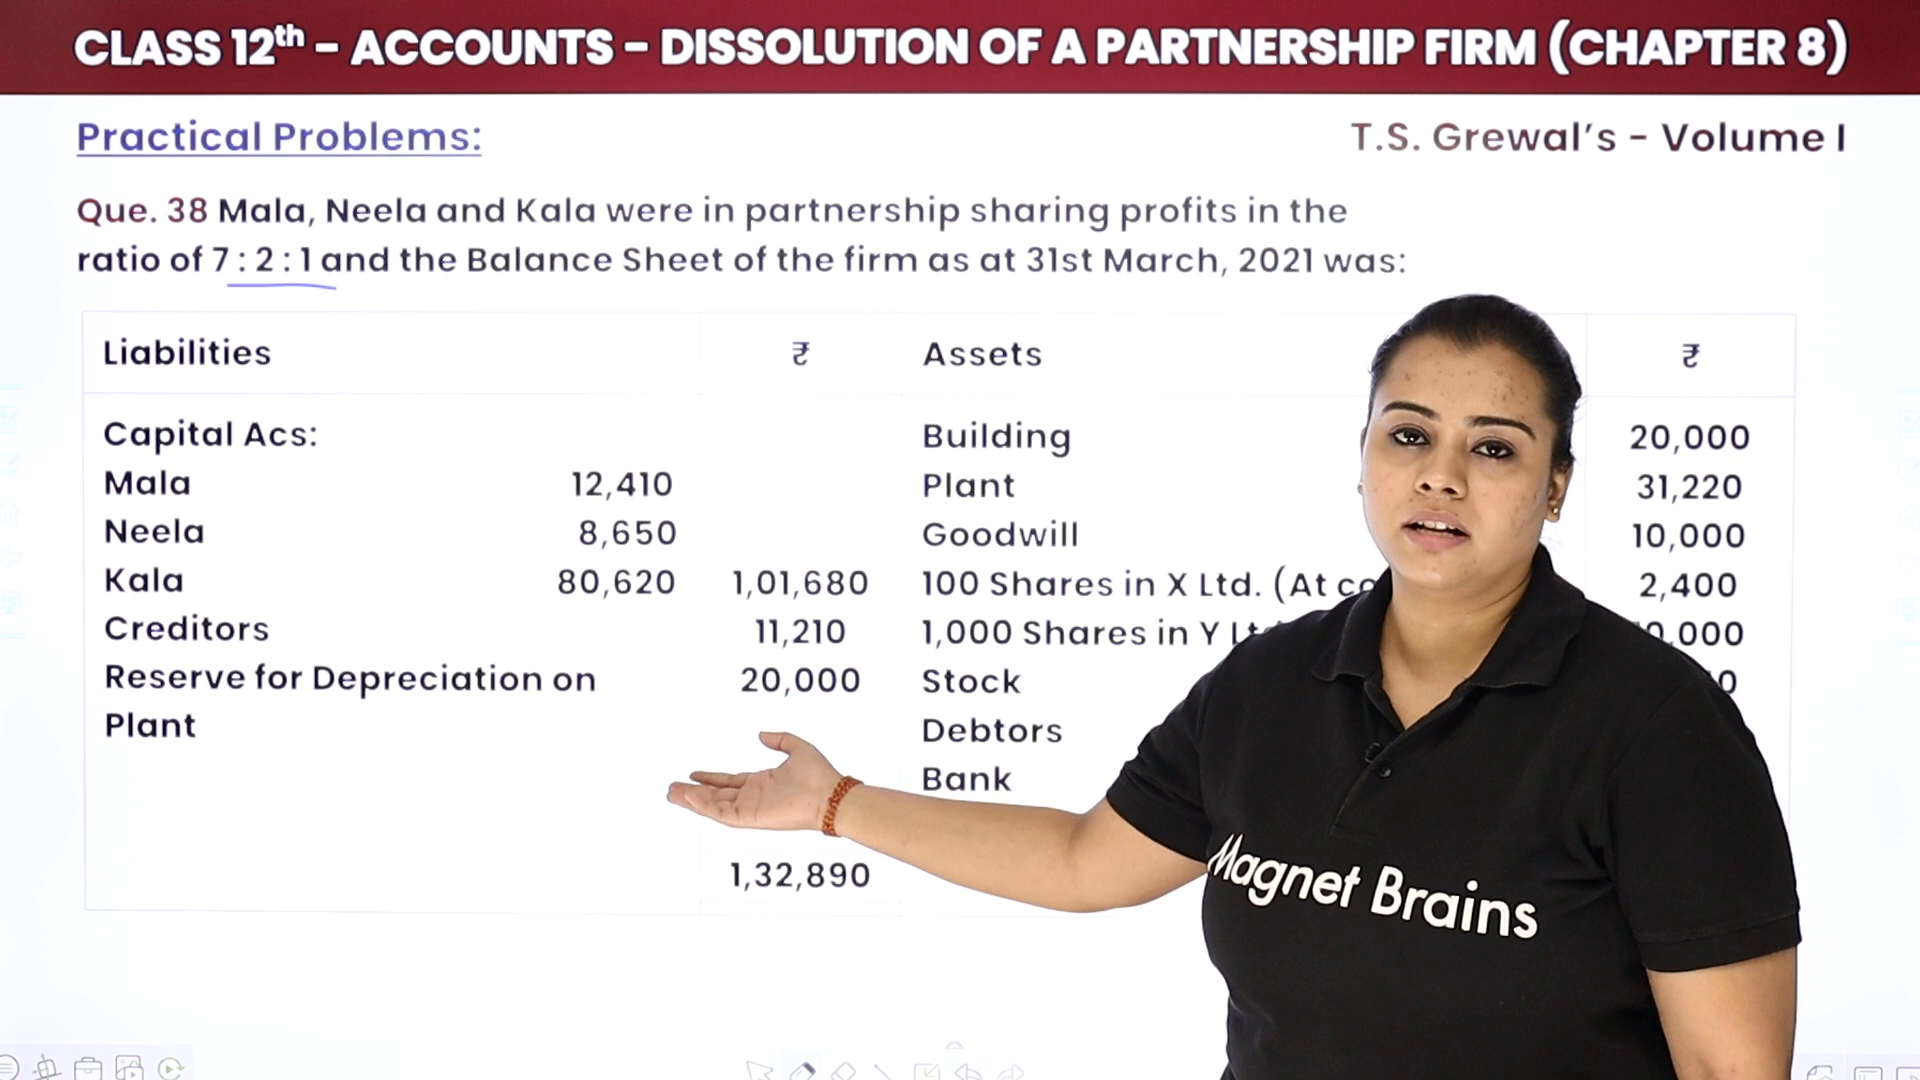 CLASS 12th – ACCOUNTS – DISSOLUTION OF A PARTNERSHIP FIRM (CHAPTER 8)
Practical Problems: T.S. Grewal's - Volume I
Que. 38 Mala, Neela and Kala were in partnership sharing profits in the
ratio of 7 : 2 : 1 and the Balance Sheet of the firm as at 31st March, 2021 was:
Liabilities ₹ Assets ₹
Capital Acs: Building 20,000
Mala 12,410 Plant 31,220
Neela 8,650 Goodwill 10,000
Kala 80,620 1,01,680 100 Shares in X Ltd. (At 2,400
Creditors 11,210 1,000 Shares in Y
Reserve for Depreciation on 20,000 Stock
Plant Debtors
Bank
1,32,890
Magnet Brains